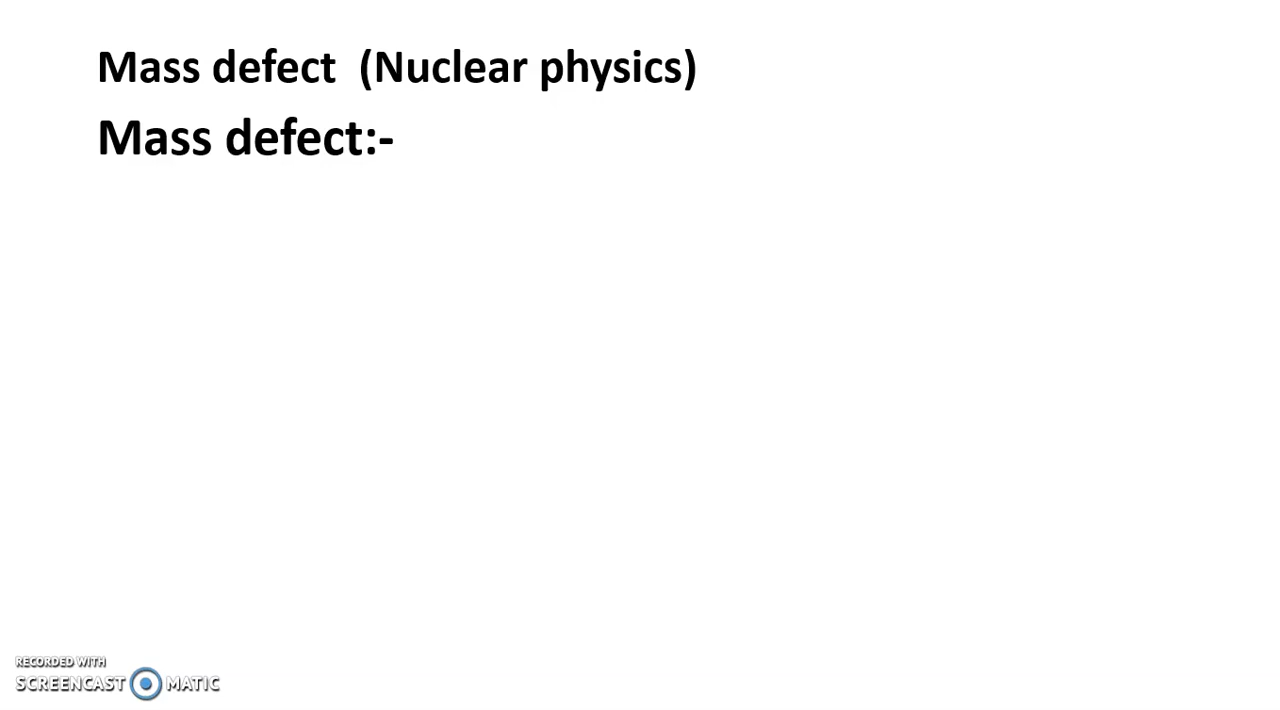 Mass defect  (Nuclear physics)
Mass defect:-
RECORDED WITH
SCREENCAST MATIC